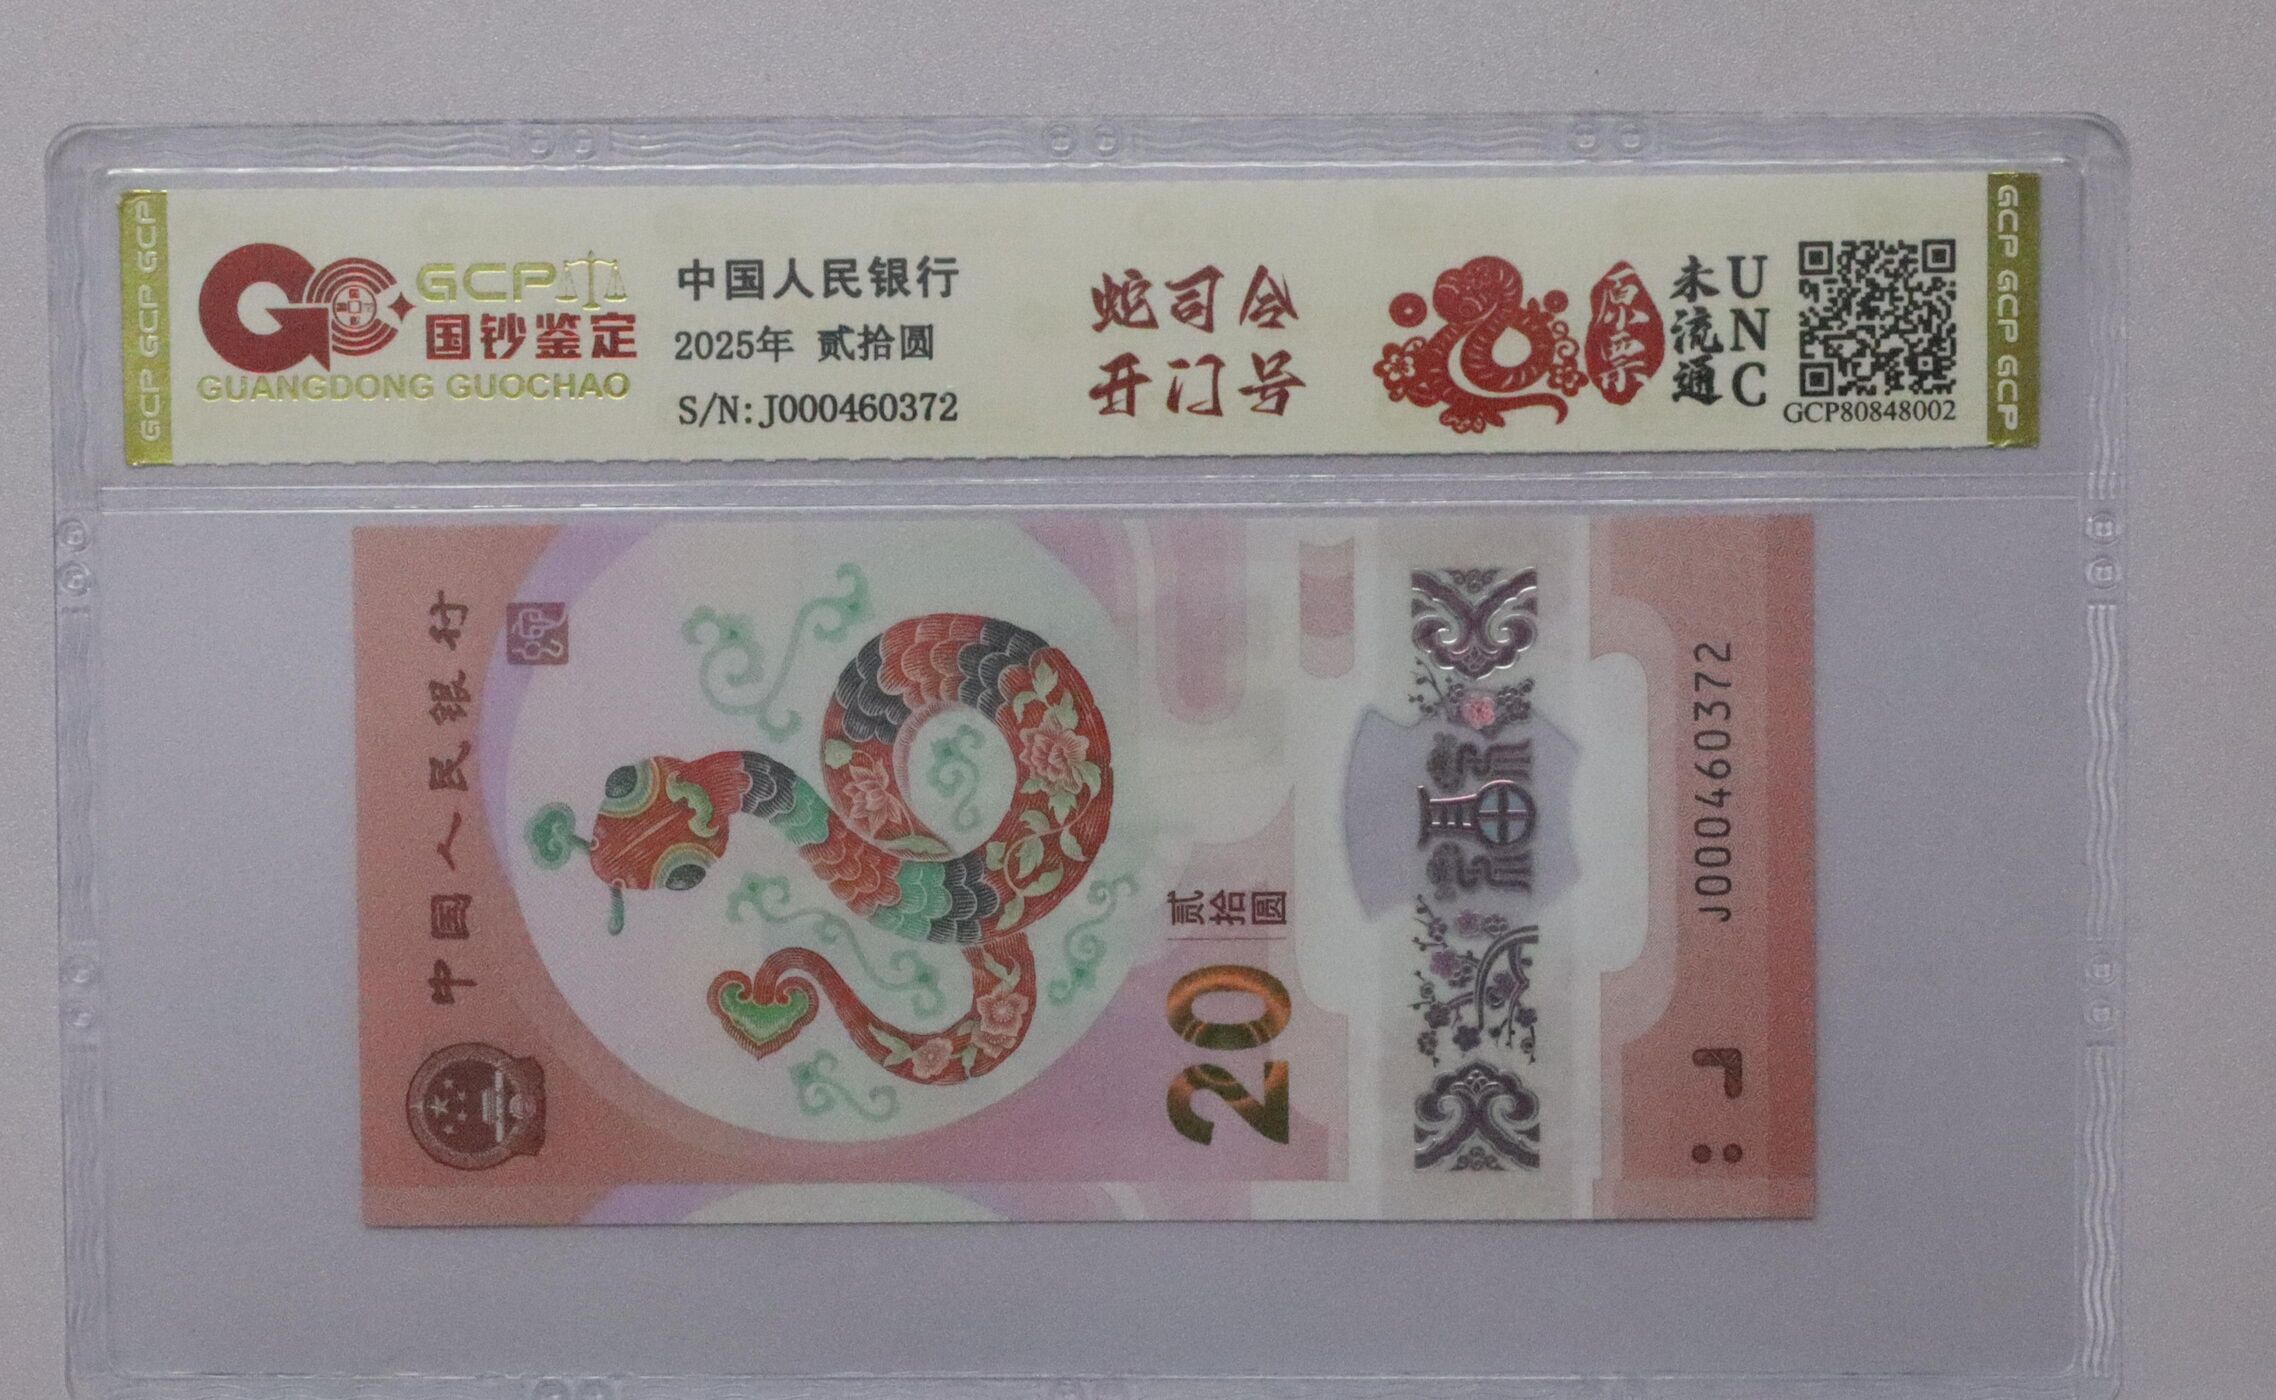 GCP GCP GCP
GCP
国钞鉴定
GUANGDONG GUOCHAO
中国人民银行
2025年 贰拾圆
S/N:J000460372
蛇司令
开门号
原票
未流通
UNC
GCP80848002
GCP GCP GCP
中国人民银行
贰拾圆
20
福
J000460372